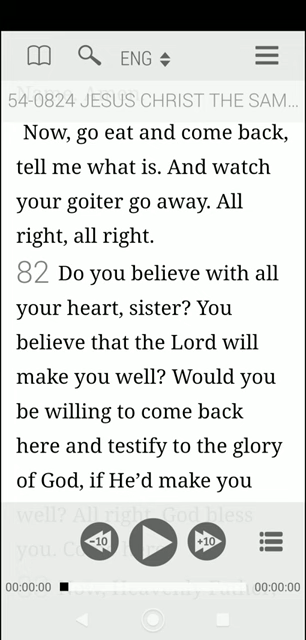 ENG
54-0824 JESUS CHRIST THE SAM...
Now, go eat and come back,
tell me what is. And watch
your goiter go away. All
right, all right.
82 Do you believe with all
your heart, sister? You
believe that the Lord will
make you well? Would you
be willing to come back
here and testify to the glory
of God, if He'd make you
well? All right. God bless
you.
-10
+10
00:00:00
00:00:00
Now, Heavenly Father